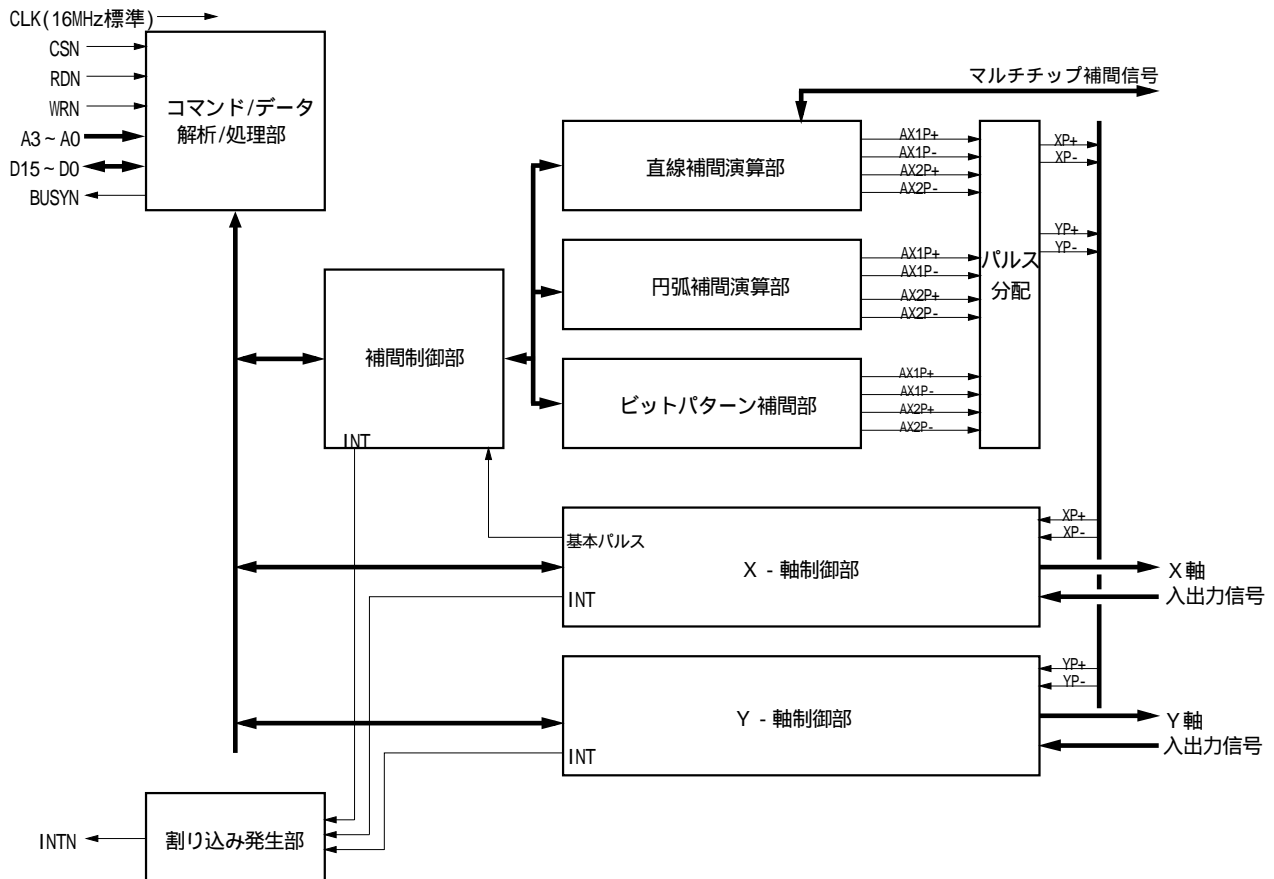 CLK(16MHz標準)
CSN
RDN
WRN
A3～A0
D15～D0
BUSYN
コマンド/データ
解析/処理部
マルチチップ補間信号
直線補間演算部
AX1P+
AX1P-
AX2P+
AX2P-
円弧補間演算部
AX1P+
AX1P-
AX2P+
AX2P-
ビットパターン補間部
AX1P+
AX1P-
AX2P+
AX2P-
パルス
分配
XP+
XP-
YP+
YP-
補間制御部
INT
基本パルス
X - 軸制御部
INT
XP+
XP-
X軸
入出力信号
Y - 軸制御部
INT
YP+
YP-
Y軸
入出力信号
割り込み発生部
INTN